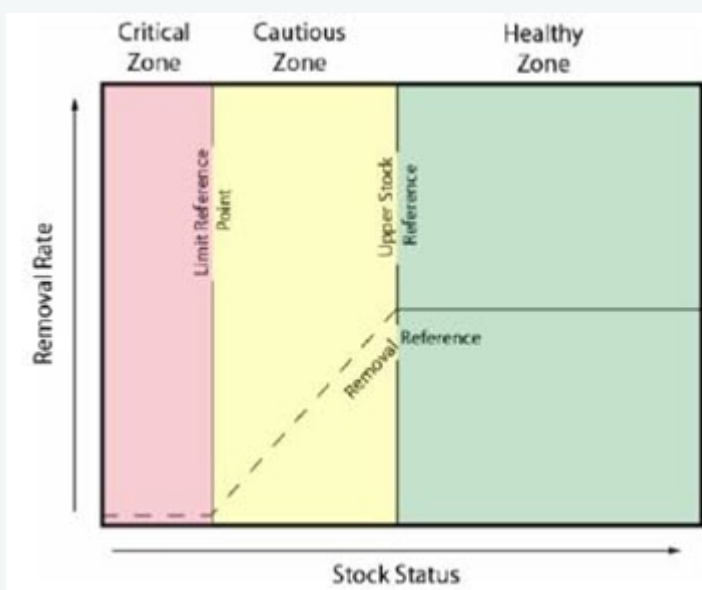 Critical
Zone
Cautious
Zone
Healthy
Zone
Removal Rate
Limit Reference
Point
Upper Stock
Reference
Removal Reference
Stock Status